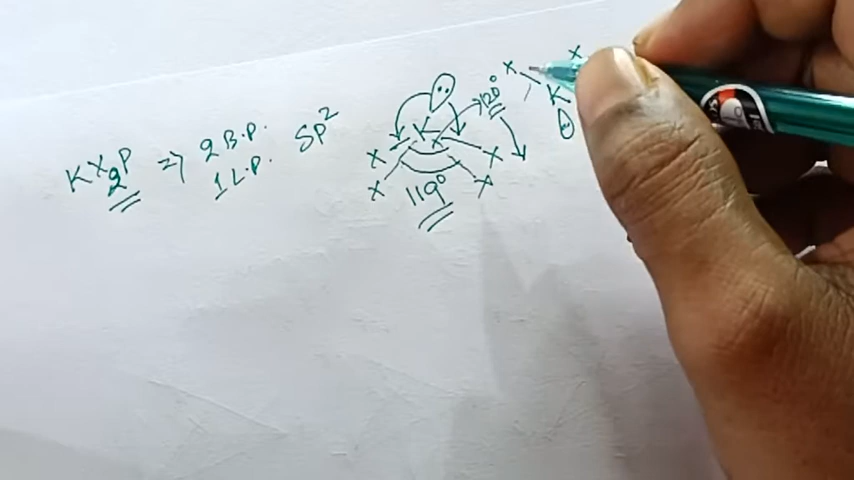 KX2P => 2 B.P. SP²
1 L.P.
K
120°
X X
X X
119°
X X
K